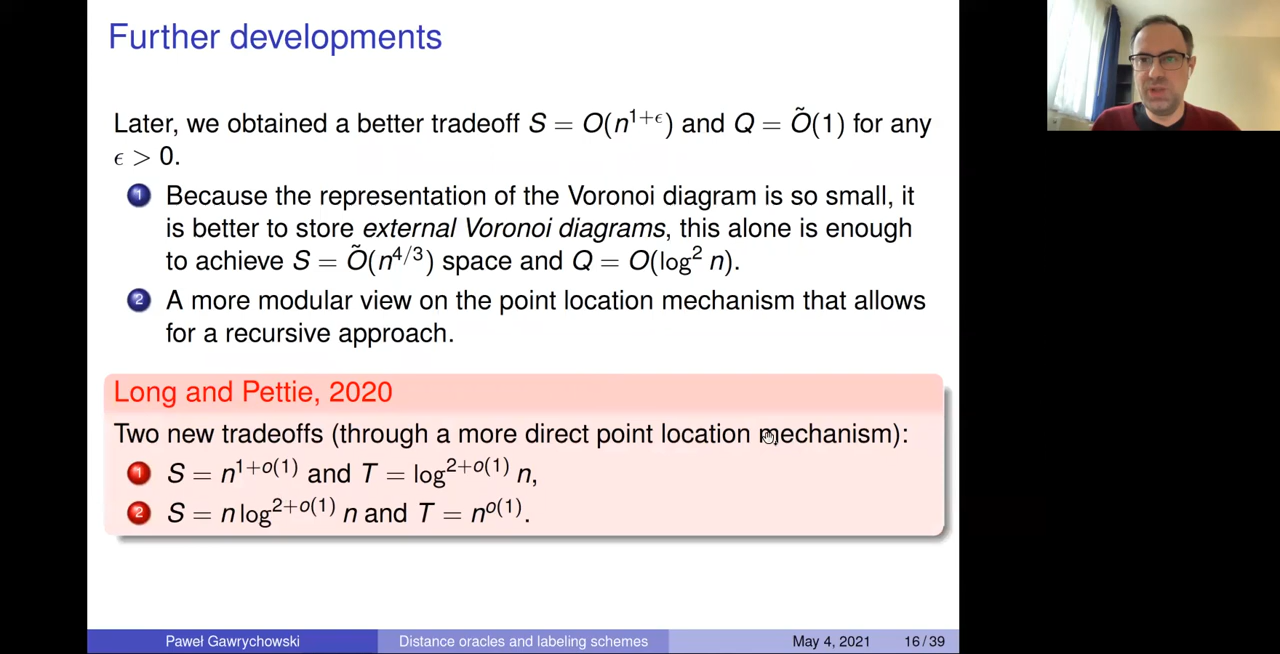 Further developments
Later, we obtained a better tradeoff S = O(n^{1+ϵ}) and Q = Õ(1) for any
ϵ > 0.
1 Because the representation of the Voronoi diagram is so small, it
is better to store external Voronoi diagrams, this alone is enough
to achieve S = Õ(n^{4/3}) space and Q = O(log² n).
2 A more modular view on the point location mechanism that allows
for a recursive approach.
Long and Pettie, 2020
Two new tradeoffs (through a more direct point location mechanism):
1 S = n^{1+o(1)} and T = log^{2+o(1)} n,
2 S = n log^{2+o(1)} n and T = n^{o(1)}.
Paweł Gawrychowski Distance oracles and labeling schemes May 4, 2021 16 / 39